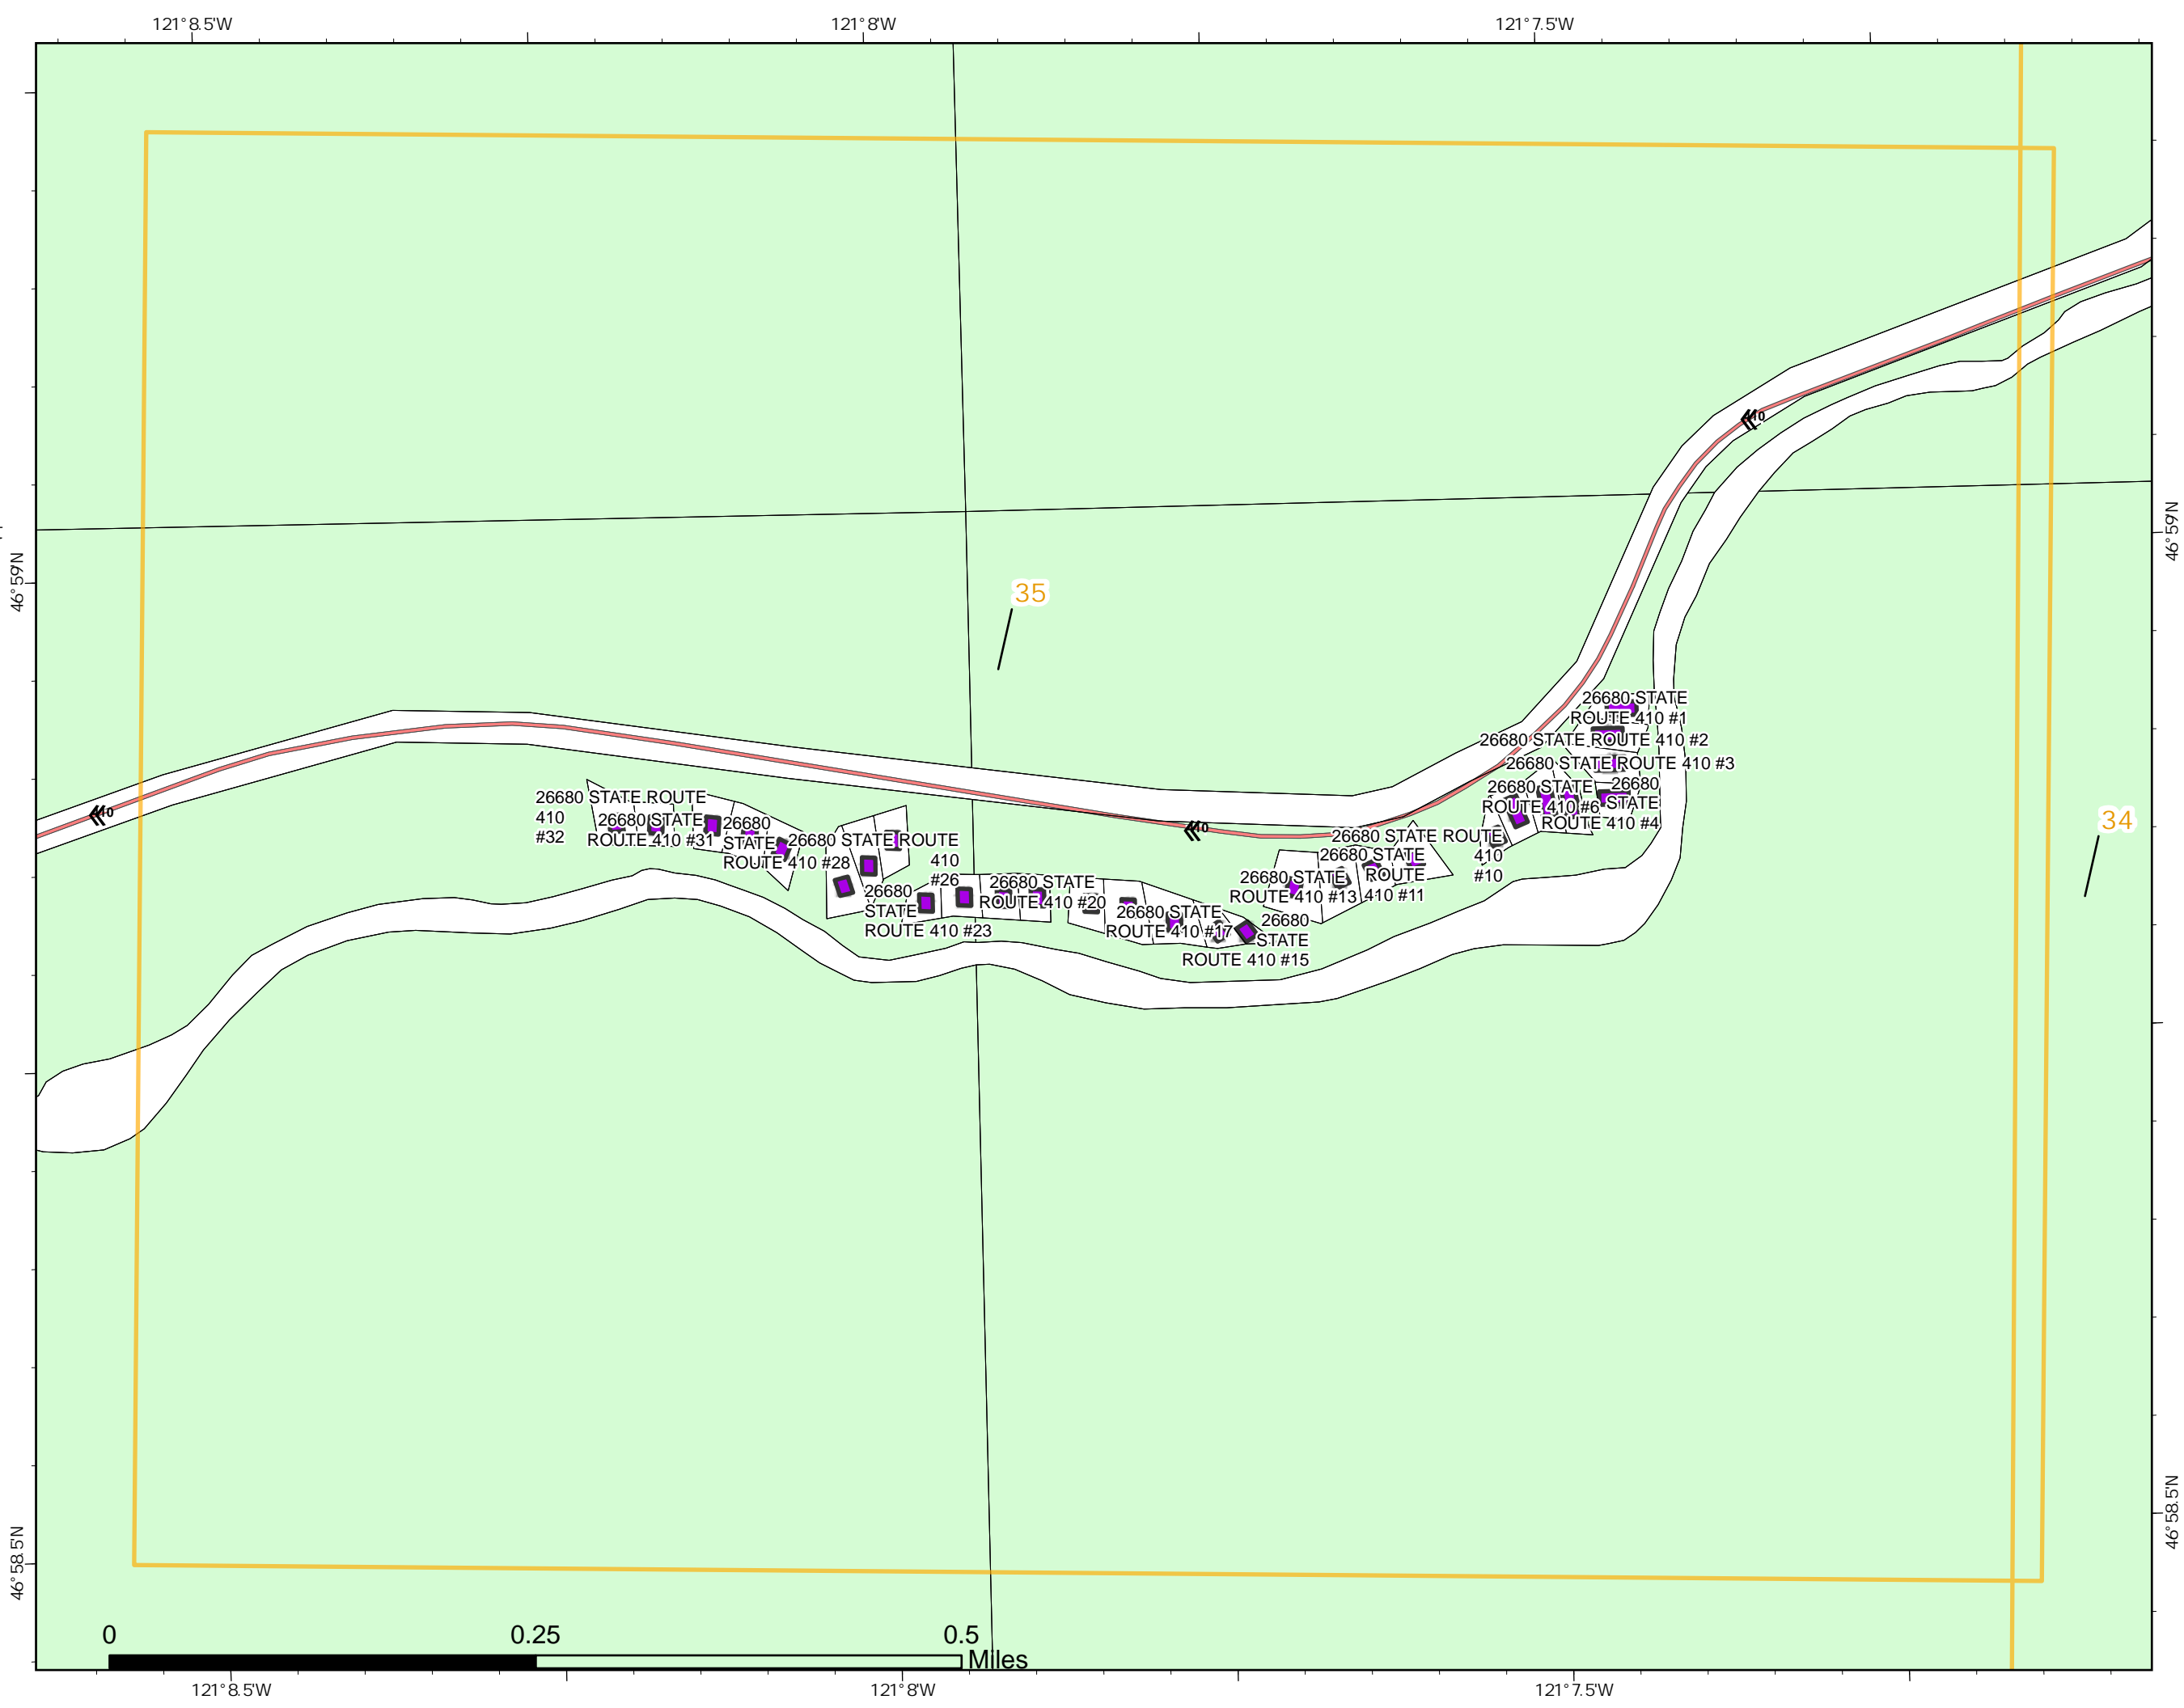 121°8.5'W
121°8'W
121°7.5'W
46°59'N
46°59'N
410
35
26680 STATE
ROUTE 410 #1
26680 STATE ROUTE 410 #2
26680 STATE ROUTE 410 #3
26680
STATE
ROUTE 410 #4
26680 STATE
ROUTE 410 #6
26680 STATE ROUTE
410
#32
26680 STATE
ROUTE 410 #31
26680
STATE
ROUTE 410 #28
26680 STATE ROUTE
410
#26
410
410
26680 STATE ROUTE
410
#10
34
26680 STATE
ROUTE
410 #11
26680 STATE
ROUTE 410 #13
26680
STATE
ROUTE 410 #23
26680 STATE
ROUTE 410 #20
26680 STATE
ROUTE 410 #17
26680
STATE
ROUTE 410 #15
46°58.5'N
46°58.5'N
0
0.25
0.5
Miles
121°8.5'W
121°8'W
121°7.5'W